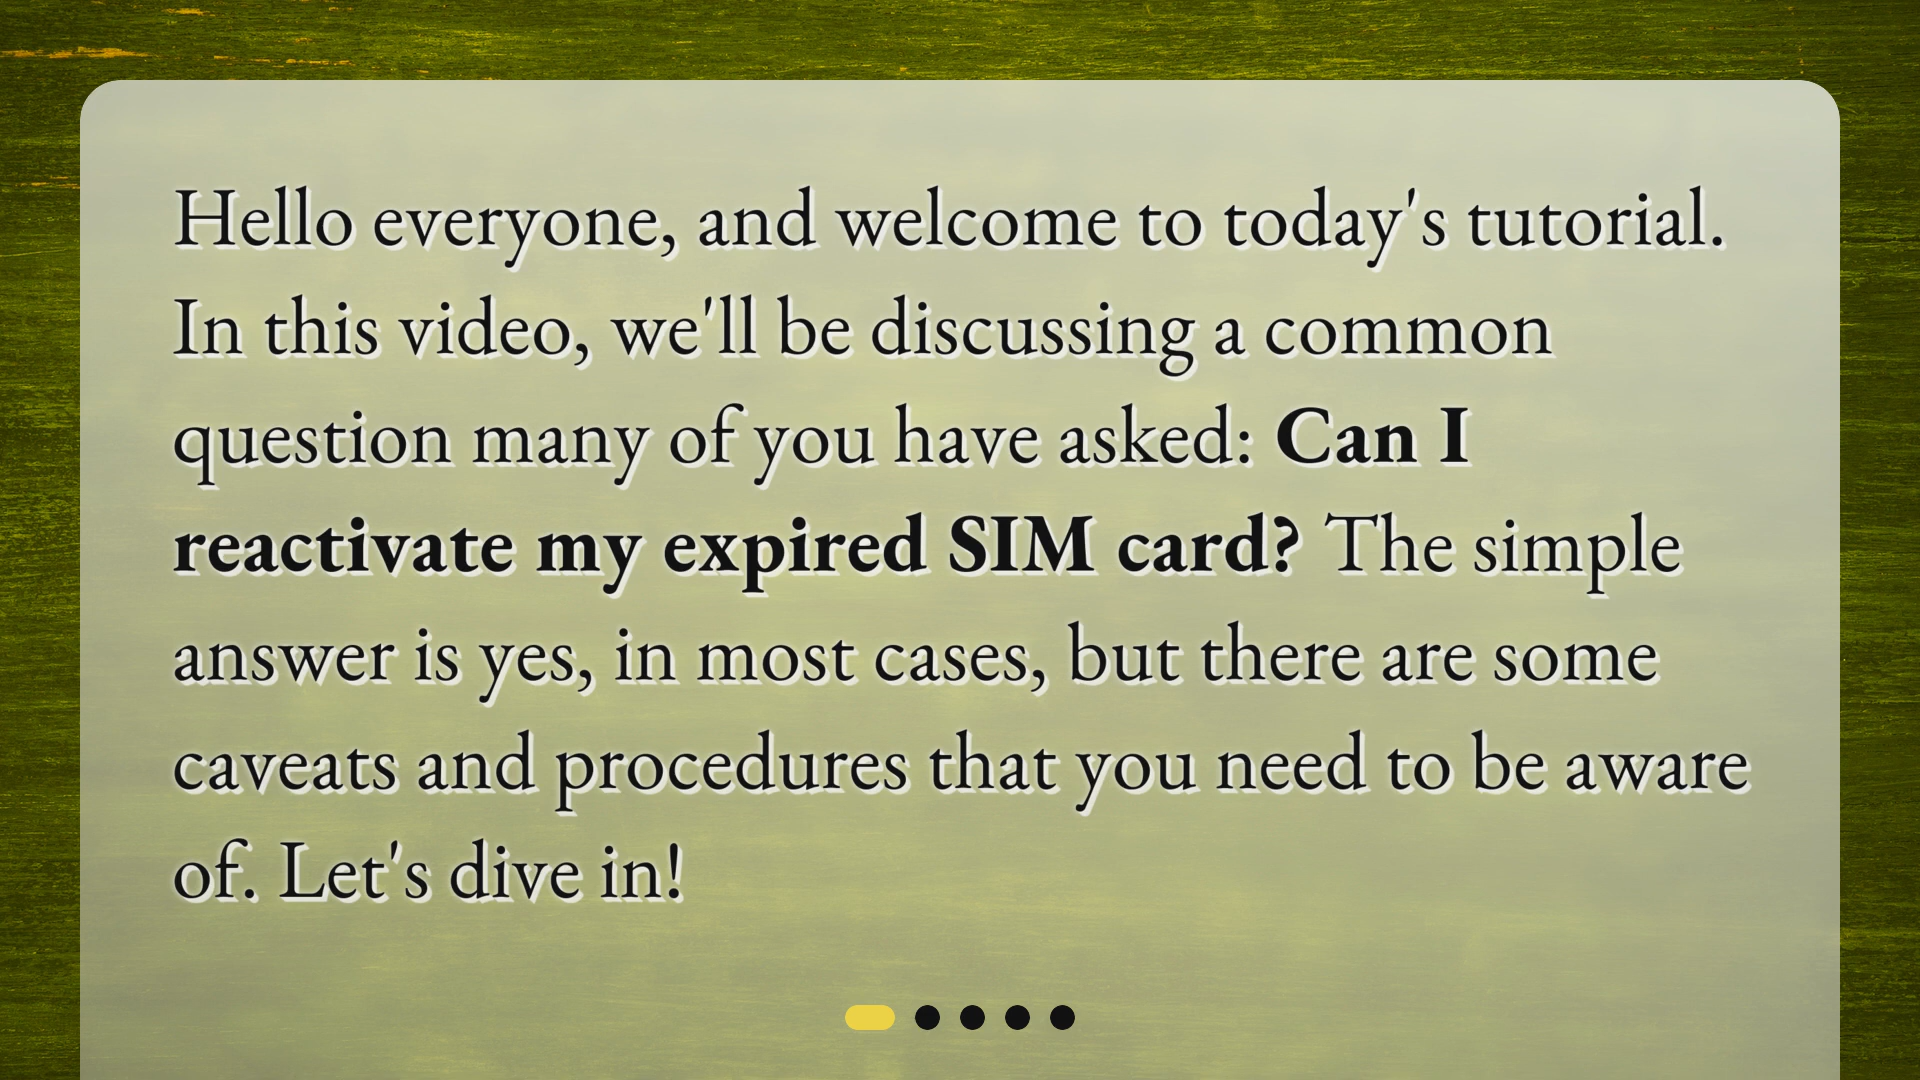 Hello everyone, and welcome to today's tutorial.
In this video, we'll be discussing a common
question many of you have asked: Can I
reactivate my expired SIM card? The simple
answer is yes, in most cases, but there are some
caveats and procedures that you need to be aware
of. Let's dive in!